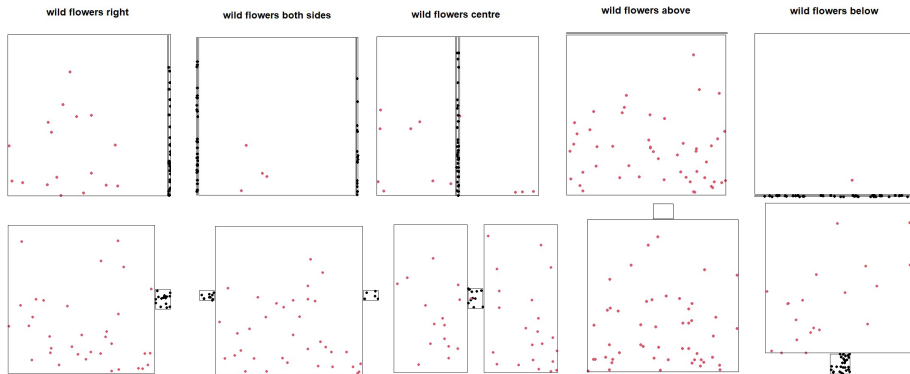 wild flowers right
wild flowers both sides
wild flowers centre
wild flowers above
wild flowers below